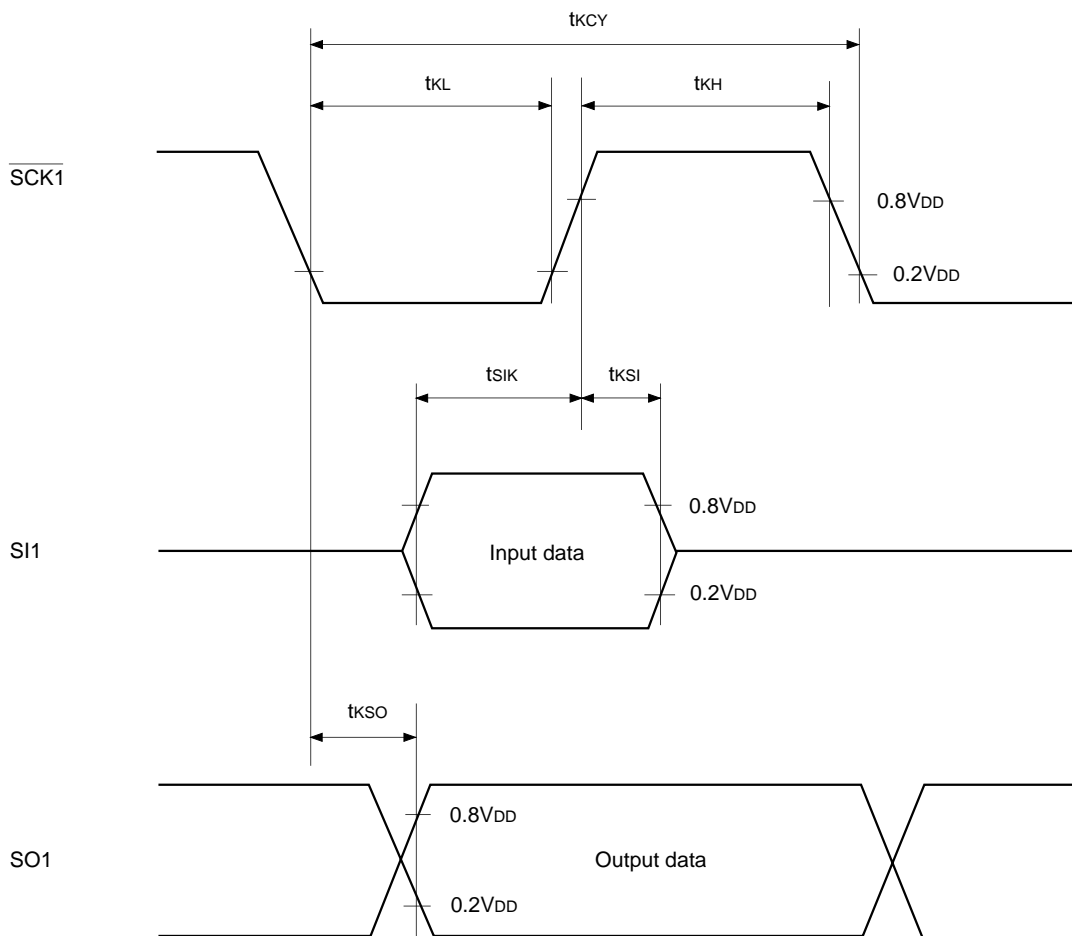 tKCY
tKL
tKH
SCK1
0.8VDD
0.2VDD
tSIK
tKSI
0.8VDD
SI1
Input data
0.2VDD
tKSO
0.8VDD
SO1
Output data
0.2VDD